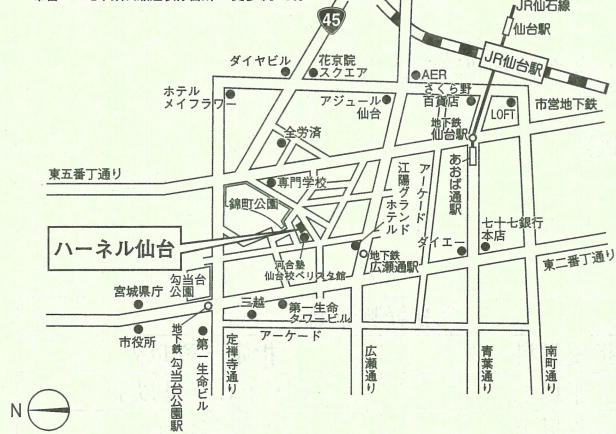 45
JR仙石線
仙台駅
JR仙台駅
ダイヤビル
花京院
スクエア
AER
さくら野
百貨店
ホテル
メイフラワー
アジュール
仙台
地下鉄
仙台駅
LOFT
市営地下鉄
全労済
東五番丁通り
専門学校
錦町公園
江陽グランド
ホテル
アーケード
あおば通駅
ハーネル仙台
河合塾
仙台校ベリスタ館
地下鉄
広瀬通駅
ダイエー
七十七銀行
本店
東二番丁通り
勾当台
公園
宮城県庁
三越
第一生命
タワービル
市役所
アーケード
地下鉄
勾当台公園駅
第一生命ビル
定禅寺通り
広瀬通り
青葉通り
南町通り
N